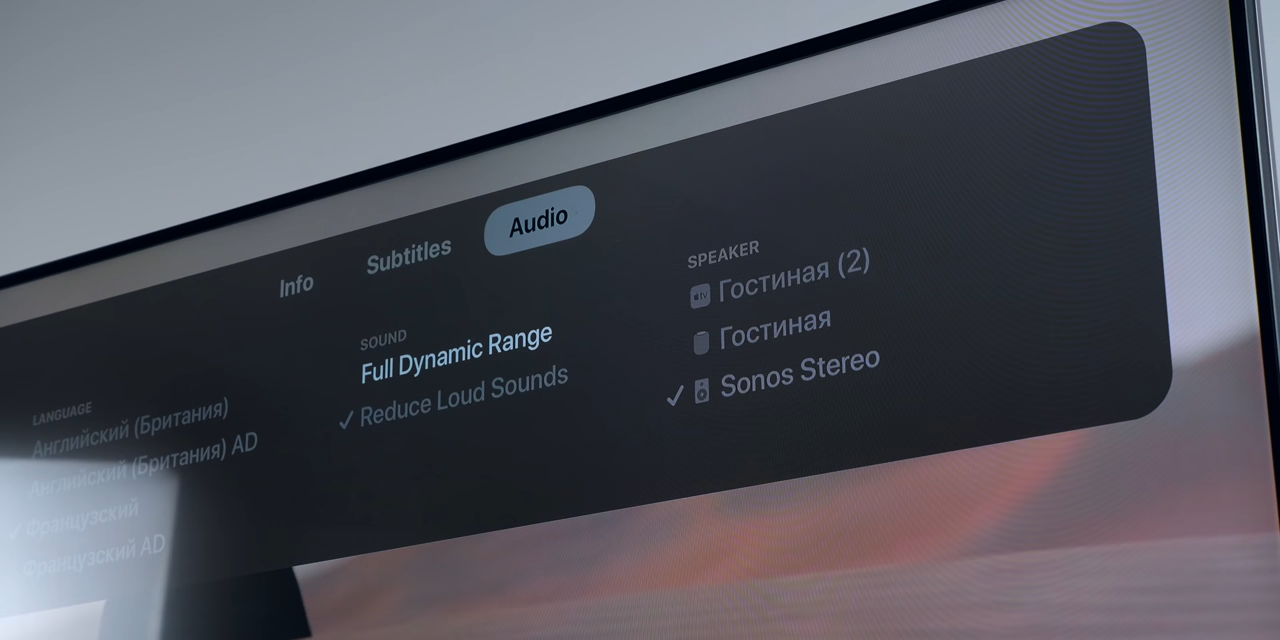 Info
Subtitles
Audio
LANGUAGE
Английский (Британия)
Английский (Британия) AD
Французский
Французский AD
SOUND
Full Dynamic Range
Reduce Loud Sounds
SPEAKER
tv
Гостиная (2)
Гостиная
Sonos Stereo